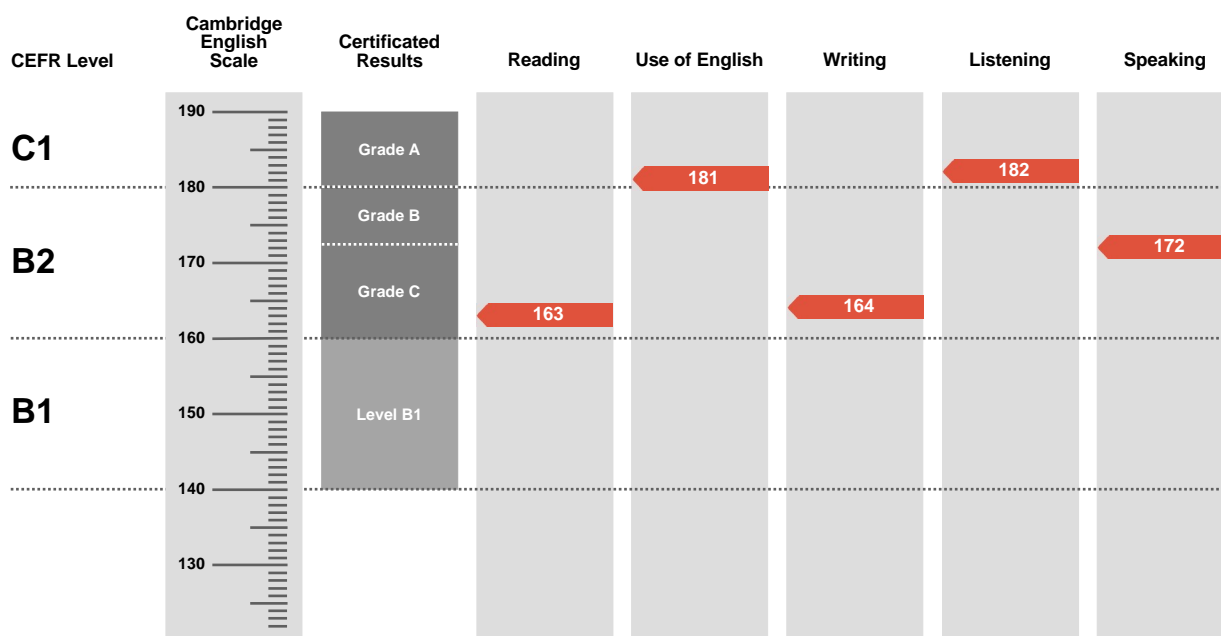 CEFR Level
Cambridge
English
Scale
Certificated
Results
Reading
Use of English
Writing
Listening
Speaking
190
C1
Grade A
182
181
180
Grade B
B2
172
170
Grade C
164
163
160
B1
150
Level B1
140
130